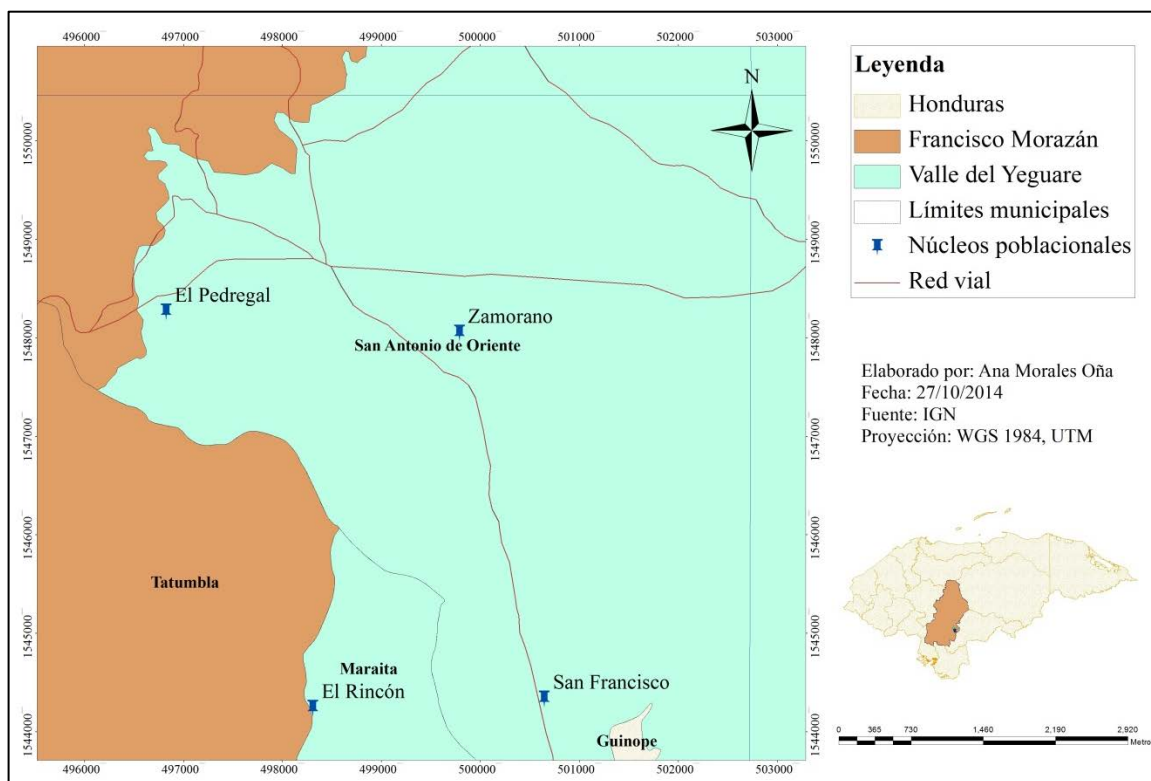 496000 497000 498000 499000 500000 501000 502000 503000
1550000
1549000
1548000
1547000
1546000
1545000
1544000
N
El Pedregal
Zamorano
San Antonio de Oriente
Tatumbla
Maraita
El Rincón
San Francisco
Guinope
1550000
1549000
1548000
1547000
1546000
1545000
1544000
496000 497000 498000 499000 500000 501000 502000 503000
Leyenda
Honduras
Francisco Morazán
Valle del Yeguare
Límites municipales
Núcleos poblacionales
Red vial
Elaborado por: Ana Morales Oña
Fecha: 27/10/2014
Fuente: IGN
Proyección: WGS 1984, UTM
0 365 730 1,460 2,190 2,920